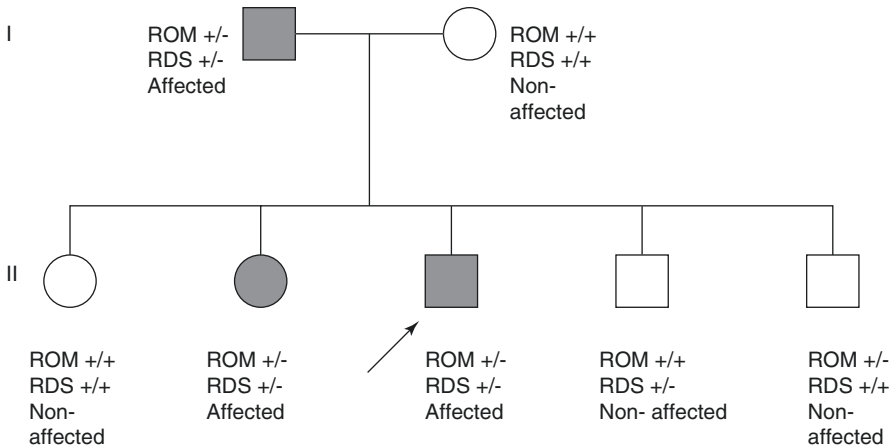 I
ROM +/-
RDS +/-
Affected
ROM +/+
RDS +/+
Non-
affected
II
ROM +/+
RDS +/+
Non-
affected
ROM +/-
RDS +/-
Affected
ROM +/-
RDS +/-
Affected
ROM +/+
RDS +/-
Non- affected
ROM +/-
RDS +/+
Non-
affected